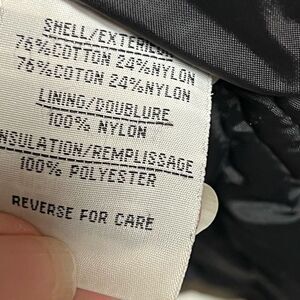 SHELL/EXTERIEU
76%COTTON 24%NYLON
76%COTON 24%NYLON
LINING/DOUBLURE
100% NYLON
NSULATION/REMPLISSAGE
100% POLYESTER
REVERSE FOR CARE